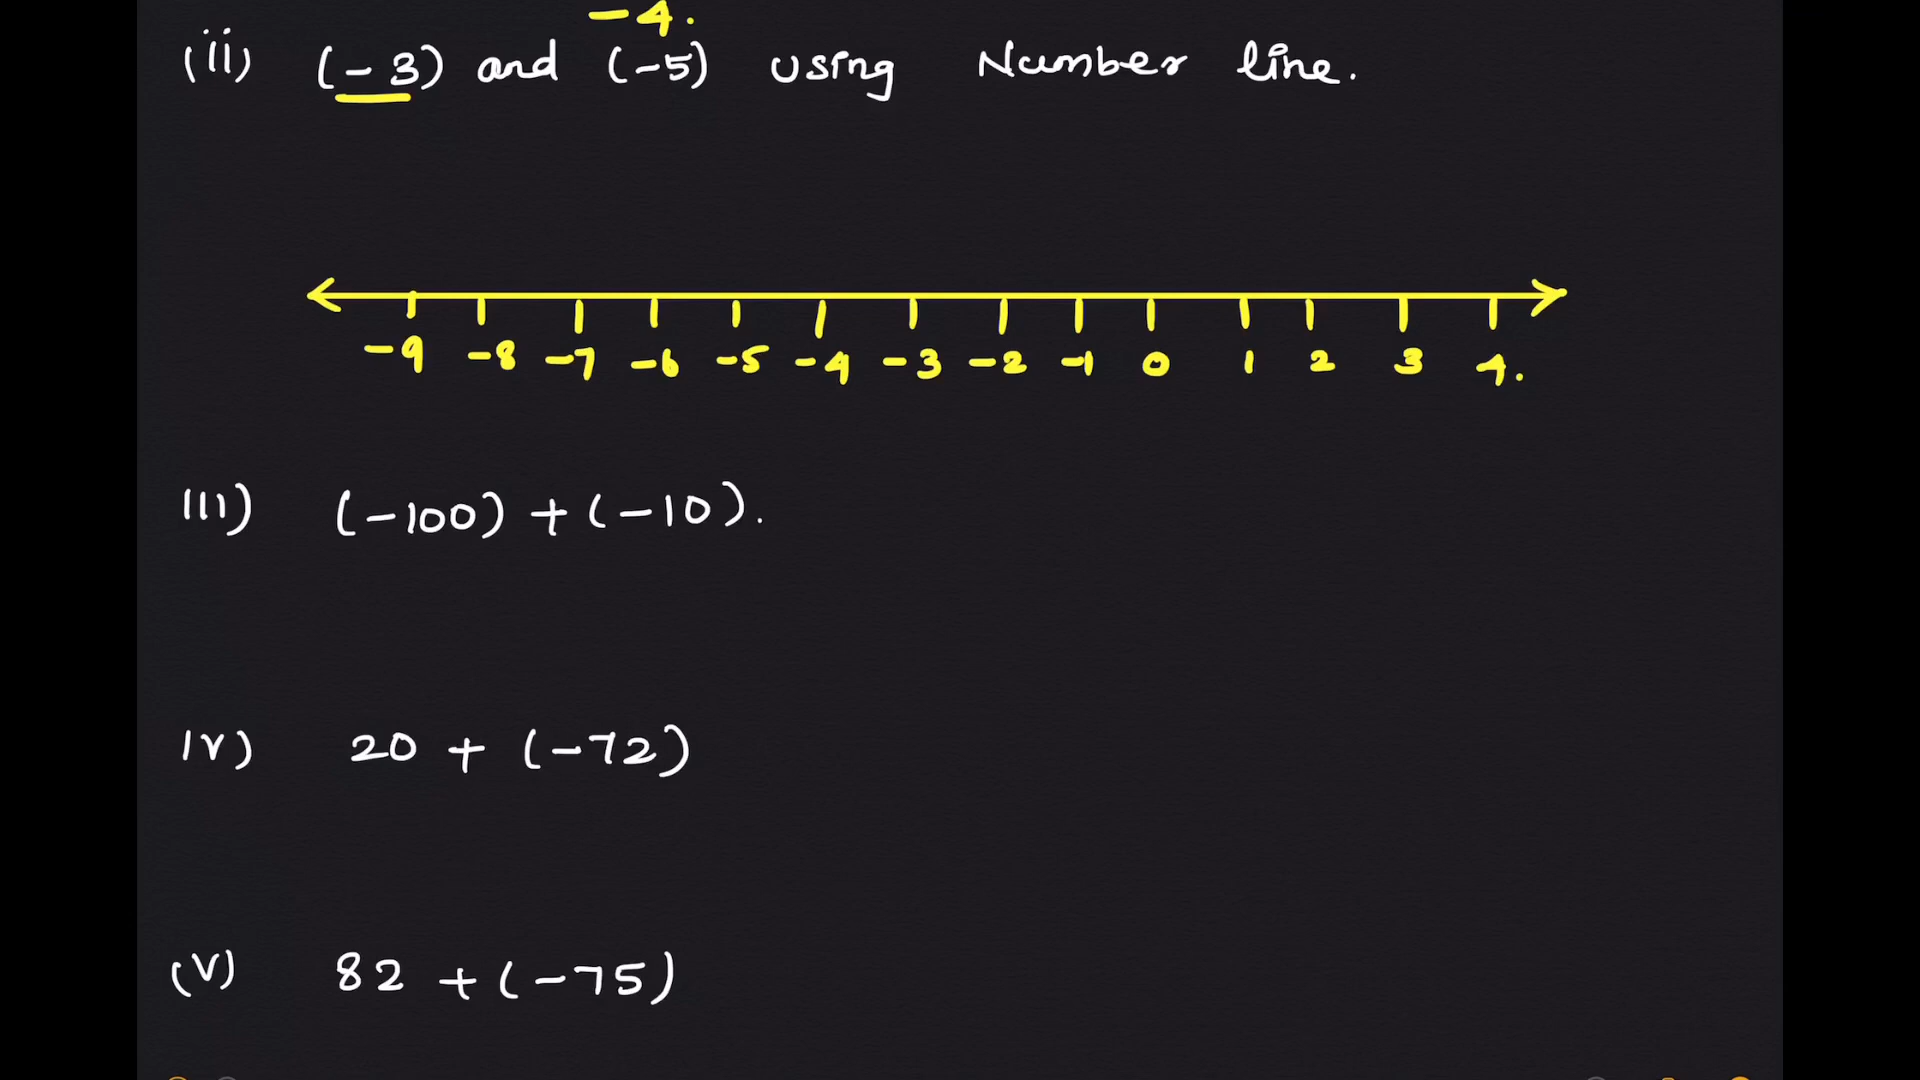 -4.
(ii) (-3) and (-5) using Number line.
-9 -8 -7 -6 -5 -4 -3 -2 -1 0 1 2 3 4.
III) (-100) + (-10).
IV) 20 + (-72)
(V) 82 + (-75)